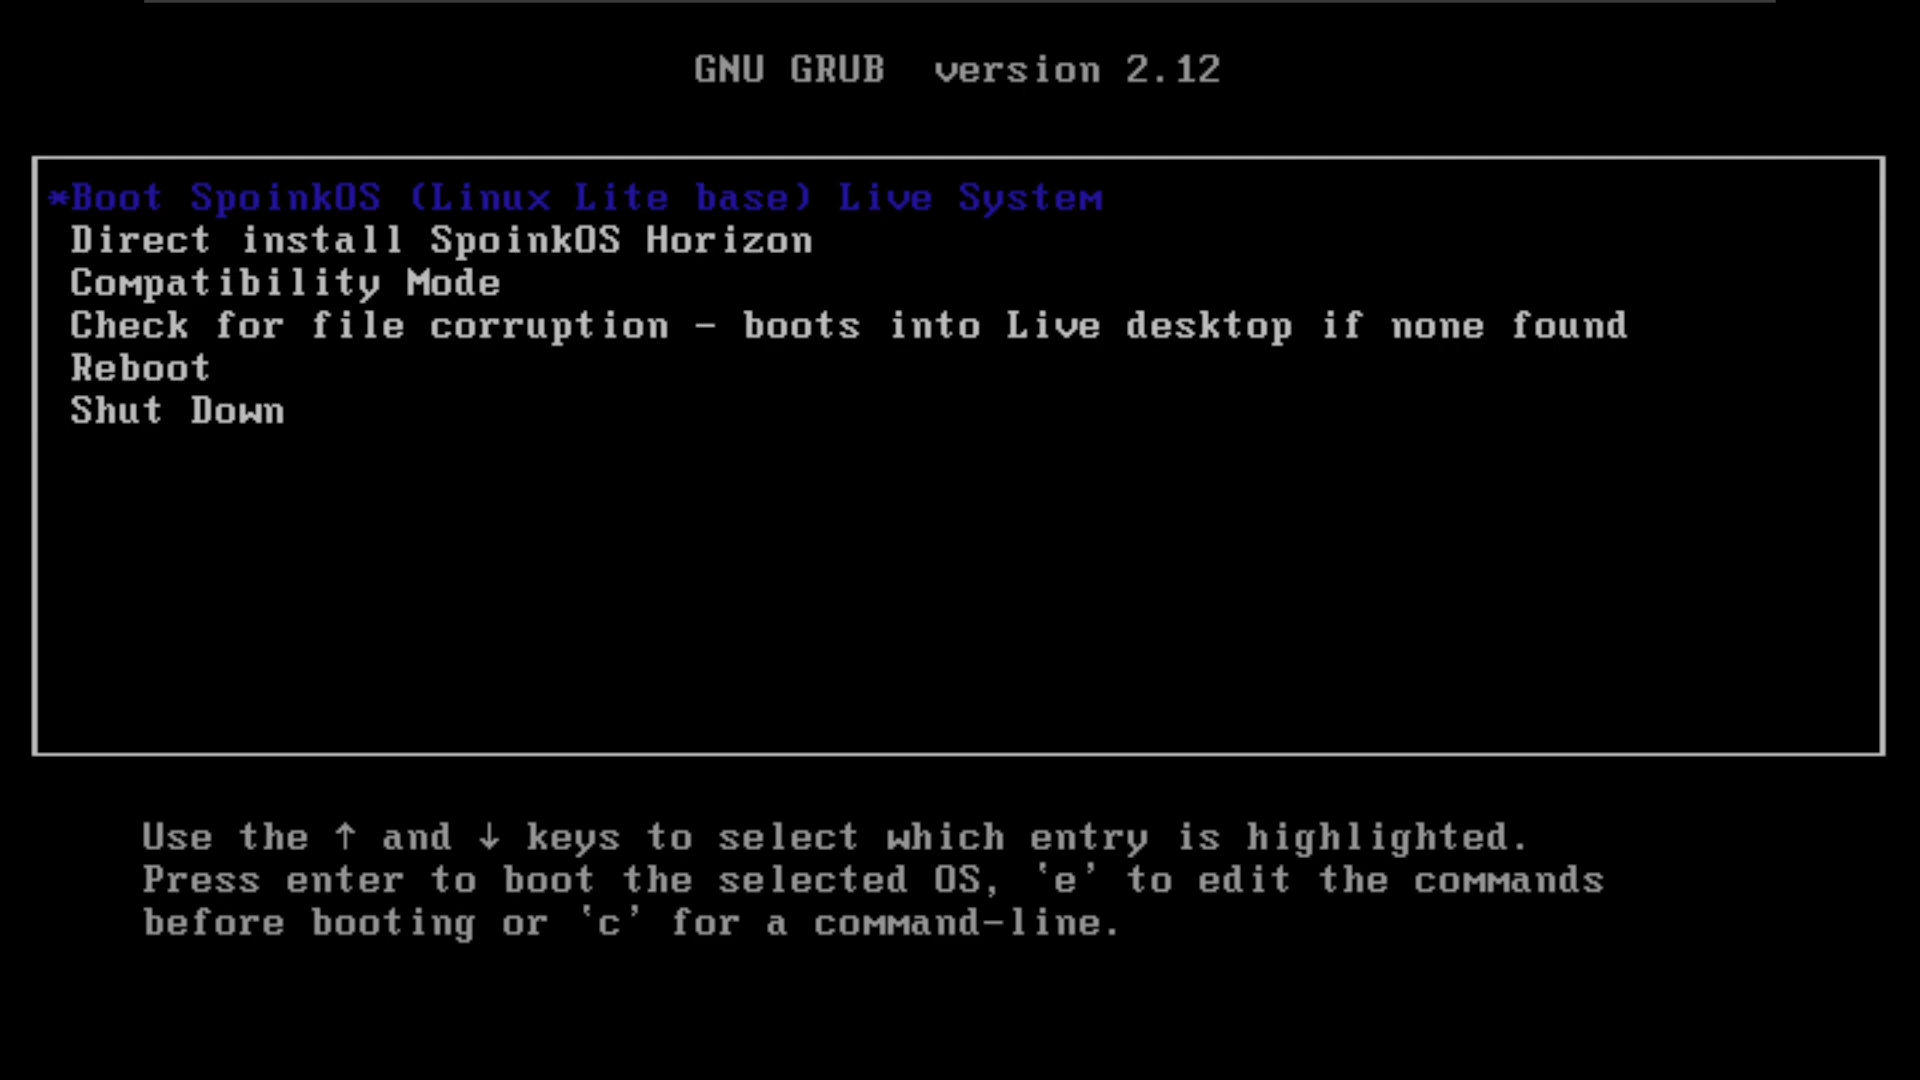 GNU GRUB  version 2.12
*Boot SpoinkOS (Linux Lite base) Live System
Direct install SpoinkOS Horizon
Compatibility Mode
Check for file corruption - boots into Live desktop if none found
Reboot
Shut Down
Use the ↑ and ↓ keys to select which entry is highlighted.
Press enter to boot the selected OS, `e' to edit the commands
before booting or `c' for a command-line.